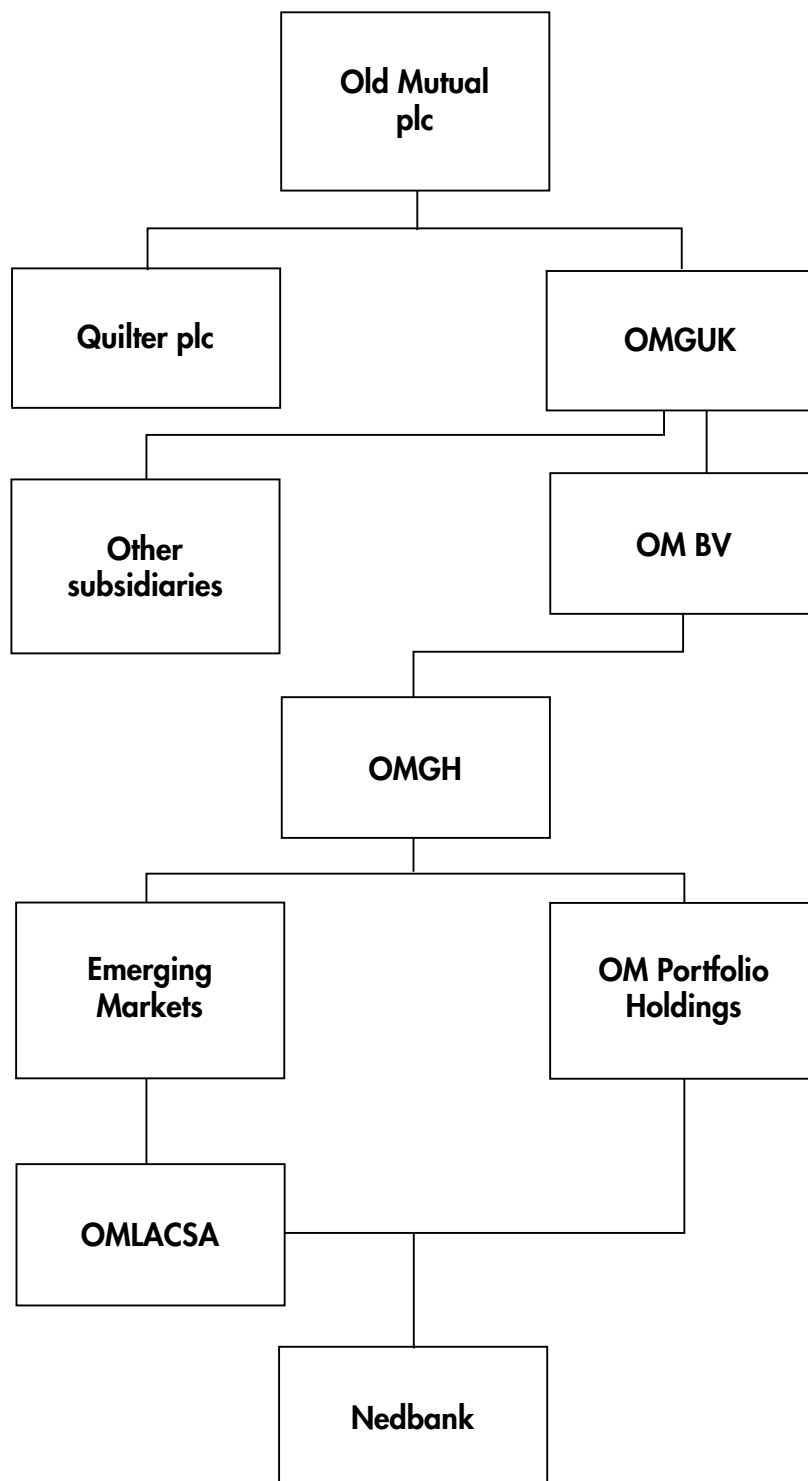 Old Mutual
plc
Quilter plc
OMGUK
Other
subsidiaries
OM BV
OMGH
Emerging
Markets
OM Portfolio
Holdings
OMLACSA
Nedbank